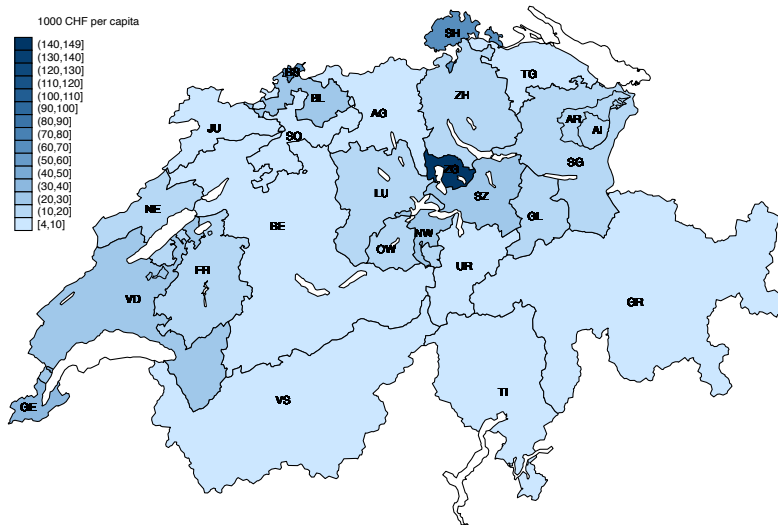 1000 CHF per capita
(140,149]
(130,140]
(120,130]
(110,120]
(100,110]
(90,100]
(80,90]
(70,80]
(60,70]
(50,60]
(40,50]
(30,40]
(20,30]
(10,20]
[4,10]
SH
BS
TG
BL
ZH
AG
AR
JU
SO
AI
SG
ZG
LU
SZ
NE
GL
BE
NW
OW
FR
UR
VD
GR
VS
TI
GE